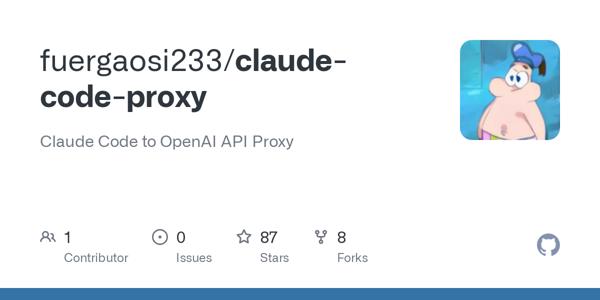 fuergaosi233/claude-
code-proxy
Claude Code to OpenAI API Proxy
1
Contributor
0
Issues
87
Stars
8
Forks